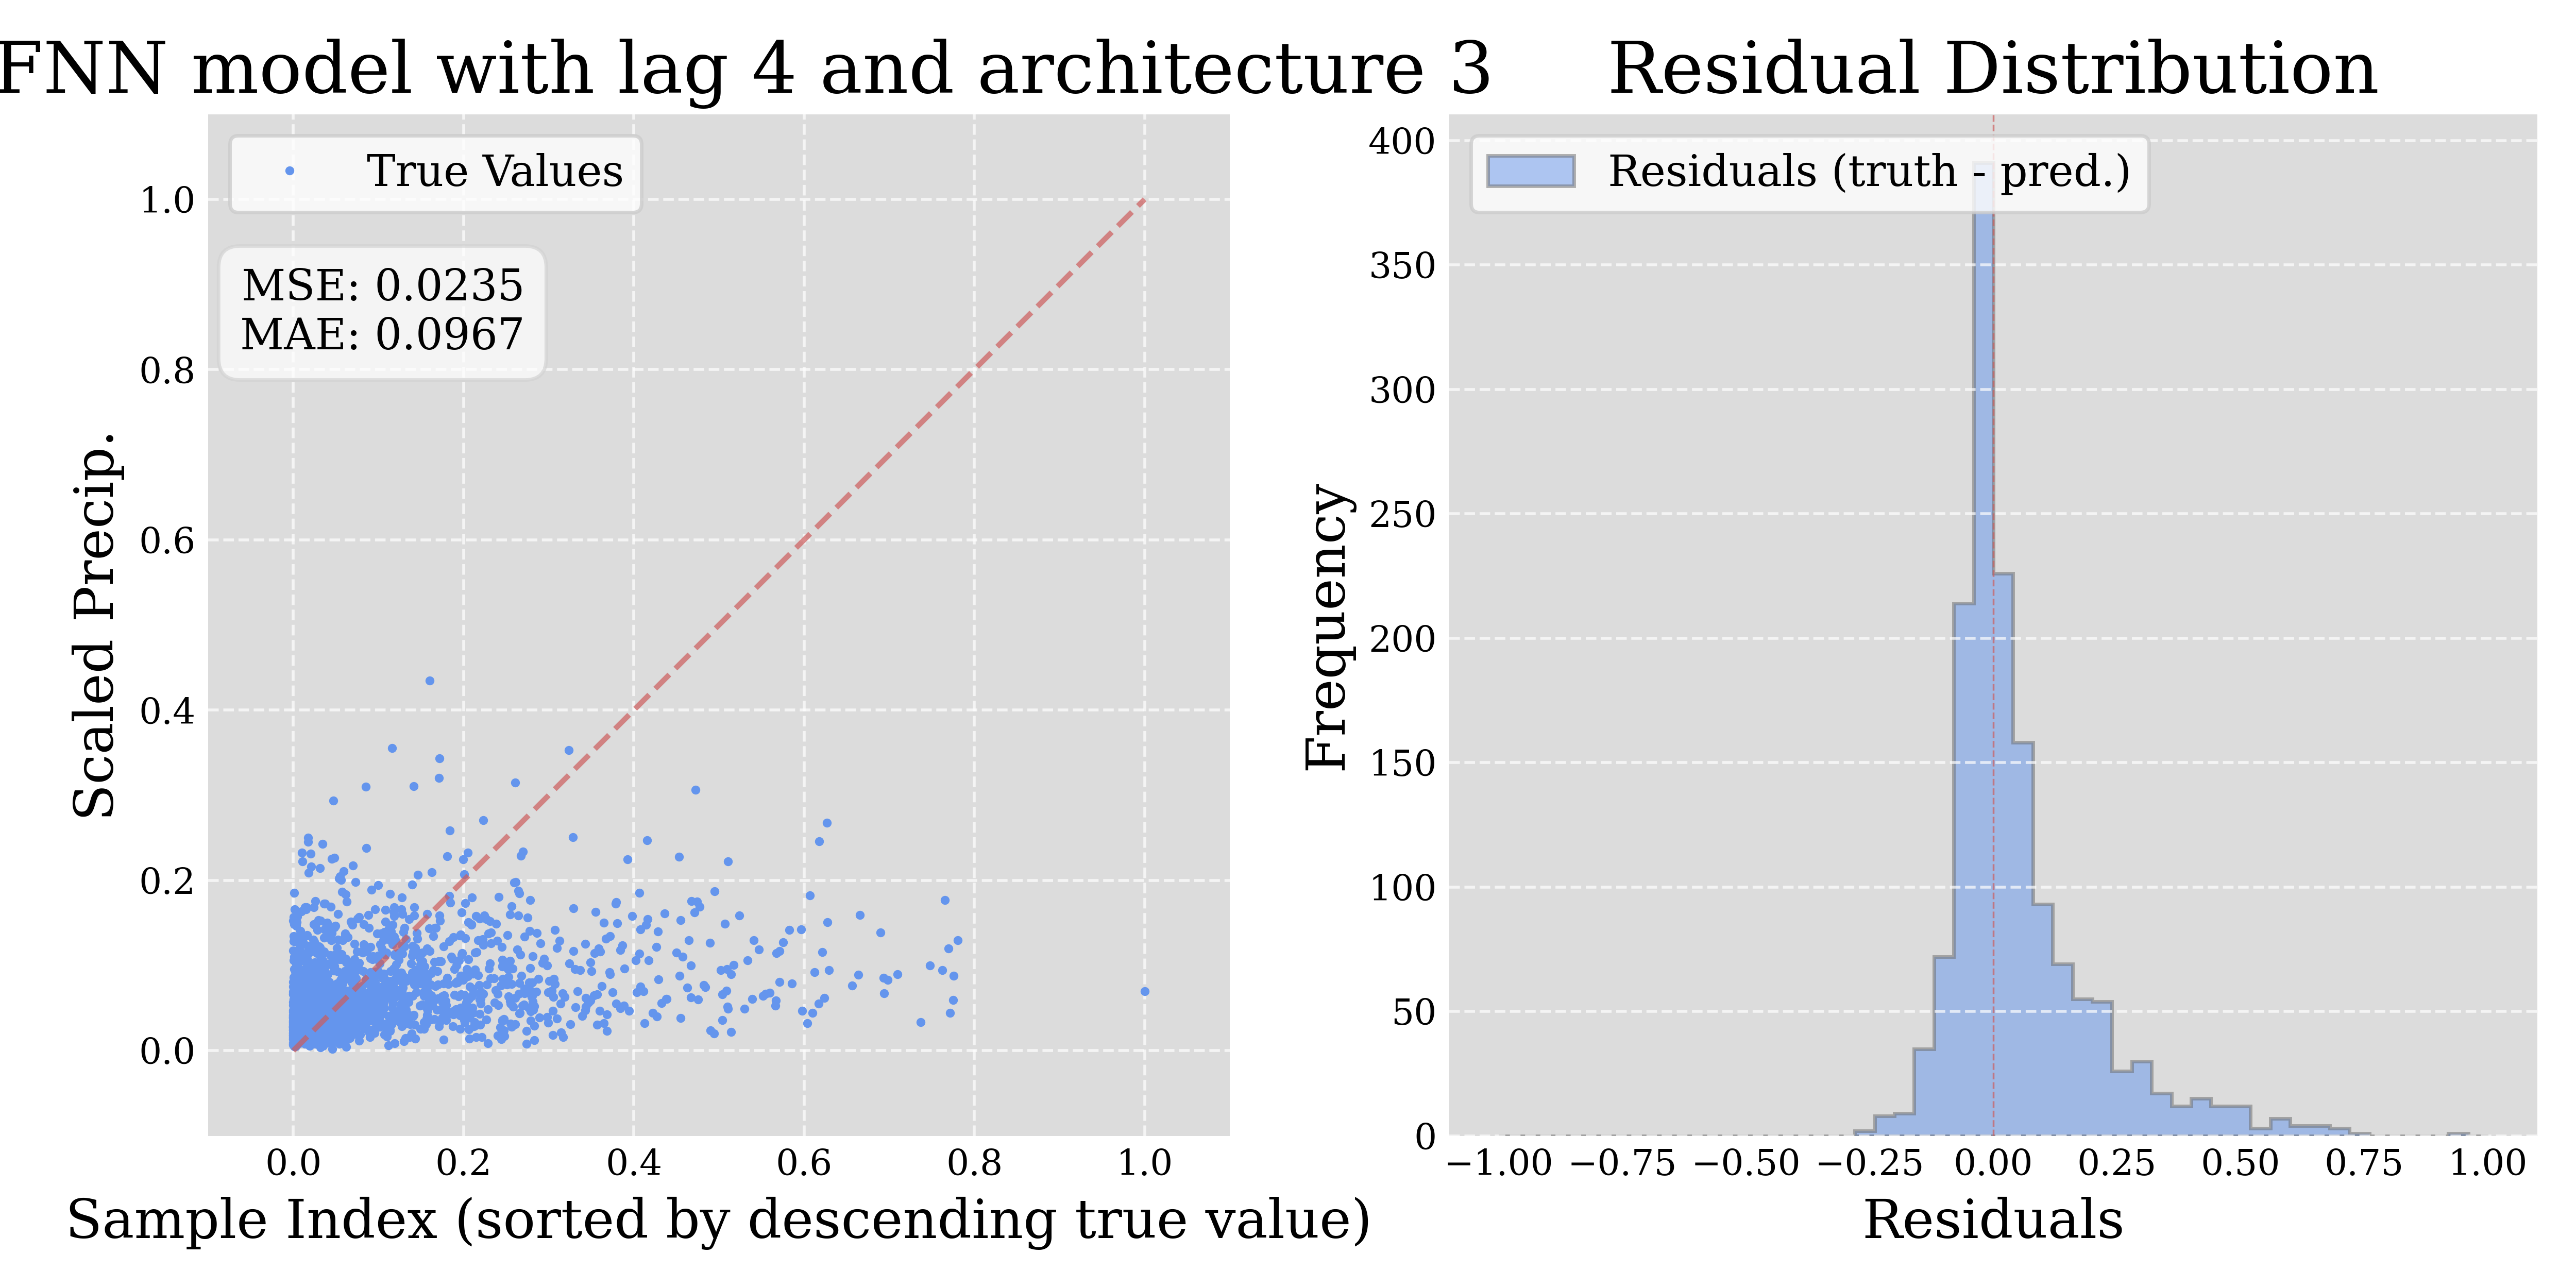 FNN model with lag 4 and architecture 3
True Values
MSE: 0.0235
MAE: 0.0967
Scaled Precip.
1.0
0.8
0.6
0.4
0.2
0.0
0.0 0.2 0.4 0.6 0.8 1.0
Sample Index (sorted by descending true value)
Residual Distribution
Residuals (truth - pred.)
Frequency
400
350
300
250
200
150
100
50
0
−1.00 −0.75 −0.50 −0.25 0.00 0.25 0.50 0.75 1.00
Residuals